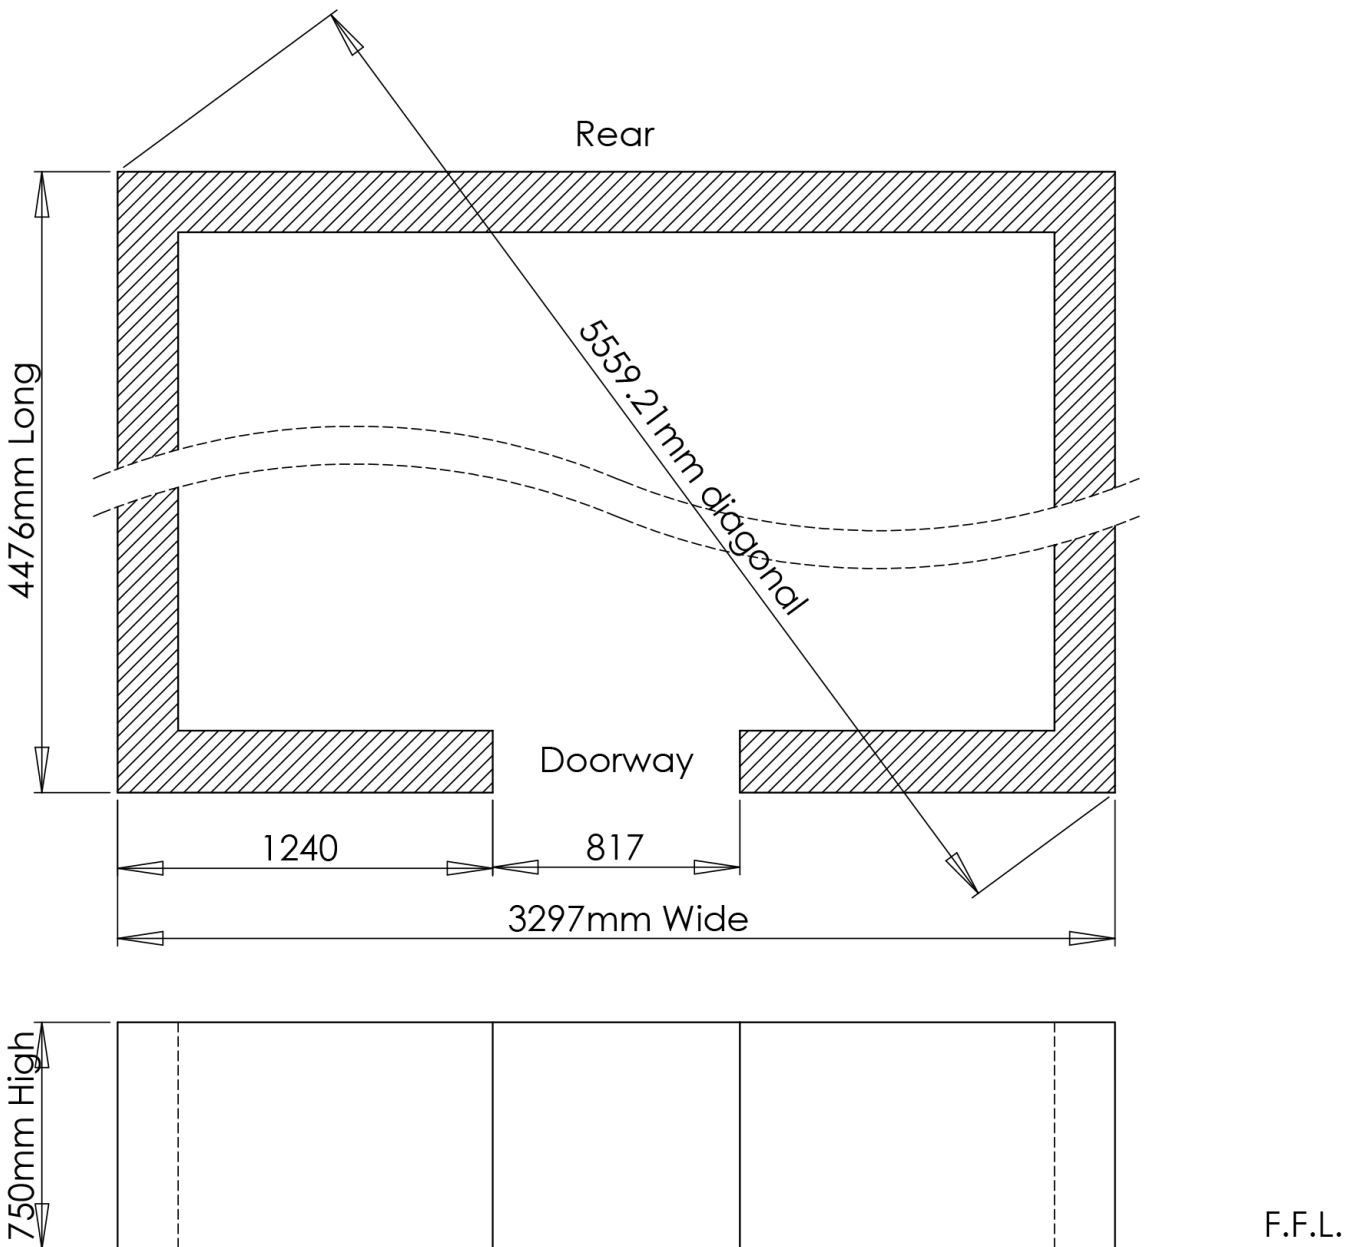 Rear
4476mm Long
5559.21mm diagonal
Doorway
1240
817
3297mm Wide
750mm High
F.F.L.